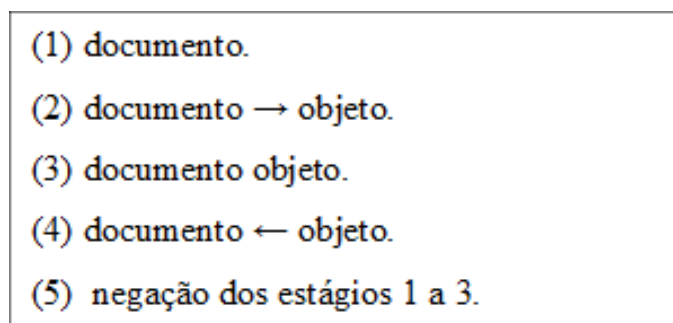 (1) documento.
(2) documento → objeto.
(3) documento objeto.
(4) documento ← objeto.
(5) negação dos estágios 1 a 3.